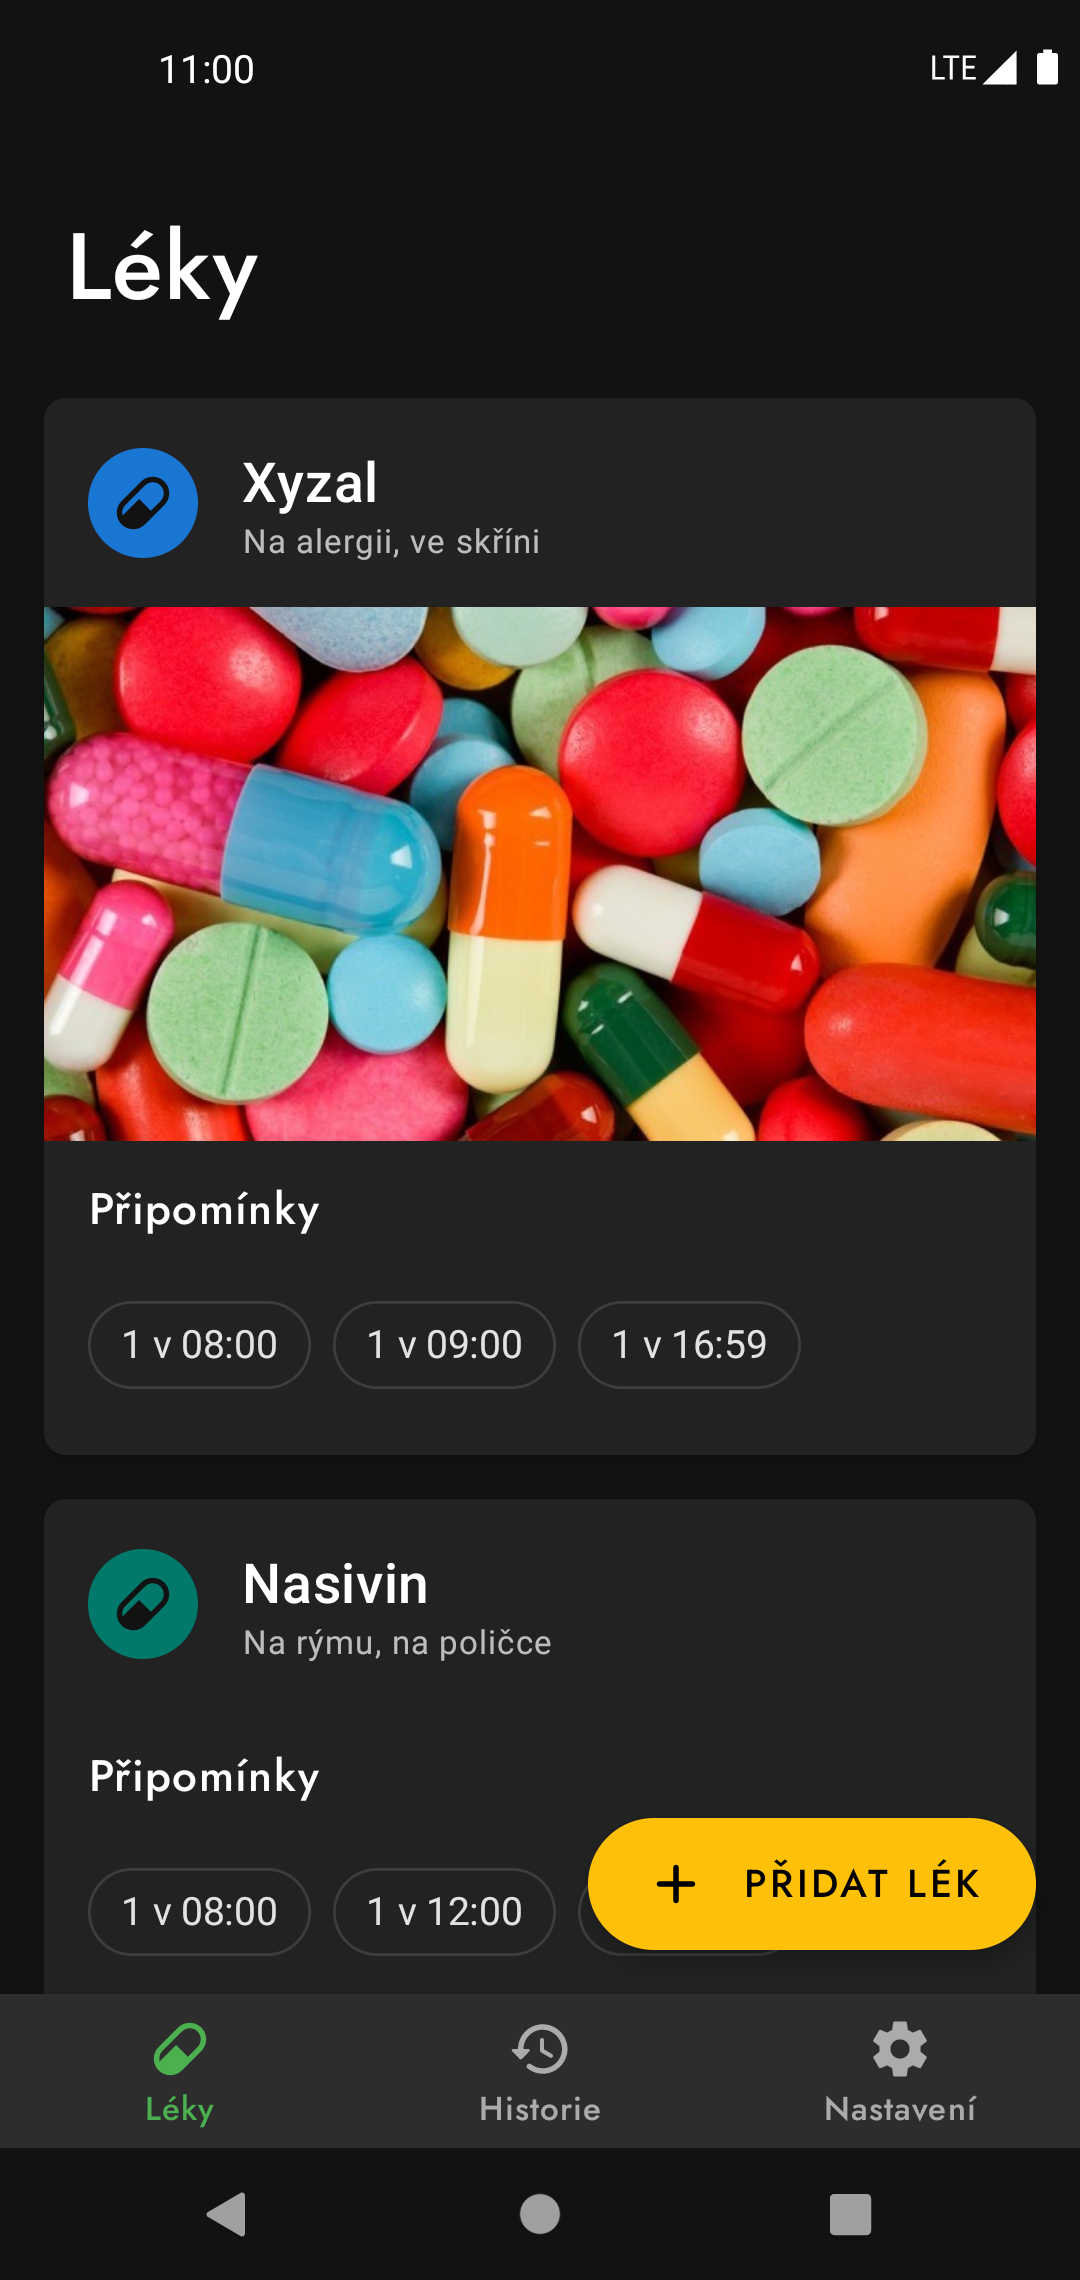 11:00 LTE
Léky
Xyzal
Na alergii, ve skříni
Připomínky
1 v 08:00 1 v 09:00 1 v 16:59
Nasivin
Na rýmu, na poličce
Připomínky
1 v 08:00 1 v 12:00
PŘIDAT LÉK
Léky Historie Nastavení